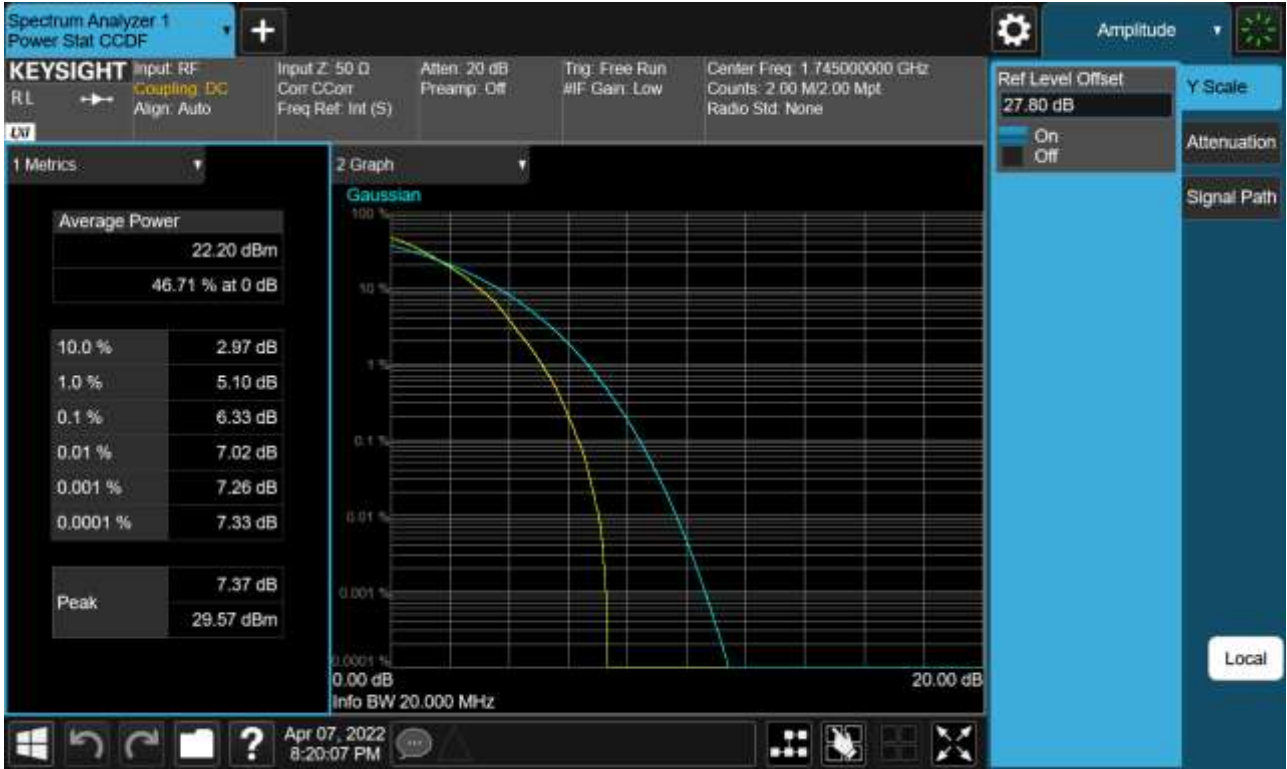 Spectrum Analyzer 1
Power Stat CCDF
Amplitude
KEYSIGHT
RL
LXI
Input: RF
Coupling: DC
Align: Auto
Input Z: 50 Ω
Corr CCorr
Freq Ref: Int (S)
Atten: 20 dB
Preamp: Off
Trig: Free Run
#IF Gain: Low
Center Freq: 1.745000000 GHz
Counts: 2.00 M/2.00 Mpt
Radio Std: None
Ref Level Offset
27.80 dB
On
Off
Y Scale
Attenuation
Signal Path
1 Metrics
Average Power
22.20 dBm
46.71 % at 0 dB
10.0 % 2.97 dB
1.0 % 5.10 dB
0.1 % 6.33 dB
0.01 % 7.02 dB
0.001 % 7.26 dB
0.0001 % 7.33 dB
Peak
7.37 dB
29.57 dBm
2 Graph
Gaussian
100 %
10 %
1 %
0.1 %
0.01 %
0.001 %
0.0001 %
0.00 dB 20.00 dB
Info BW 20.000 MHz
Local
?
Apr 07, 2022
8:20:07 PM